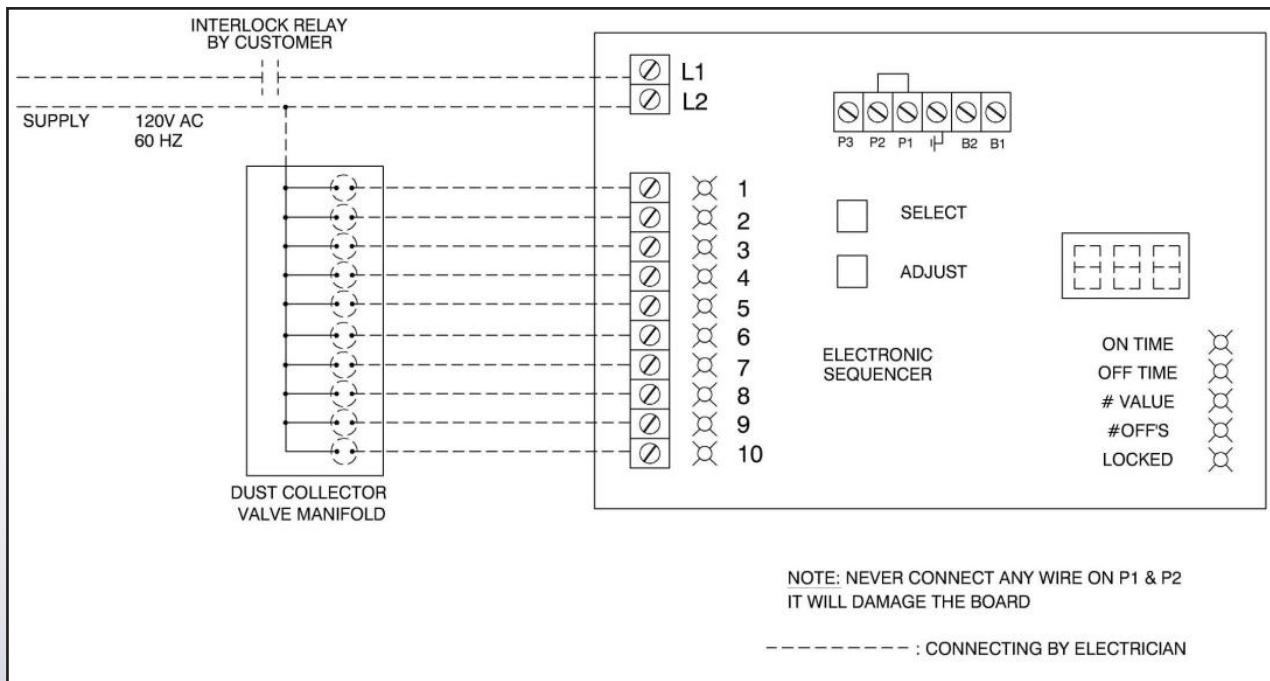 INTERLOCK RELAY
BY CUSTOMER
L1
L2
SUPPLY 120V AC
60 HZ
P3 P2 P1 B2 B1
1
2
3
4
5
6
7
8
9
10
SELECT
ADJUST
ELECTRONIC
SEQUENCER
ON TIME
OFF TIME
# VALUE
#OFF'S
LOCKED
DUST COLLECTOR
VALVE MANIFOLD
NOTE: NEVER CONNECT ANY WIRE ON P1 & P2
IT WILL DAMAGE THE BOARD
: CONNECTING BY ELECTRICIAN